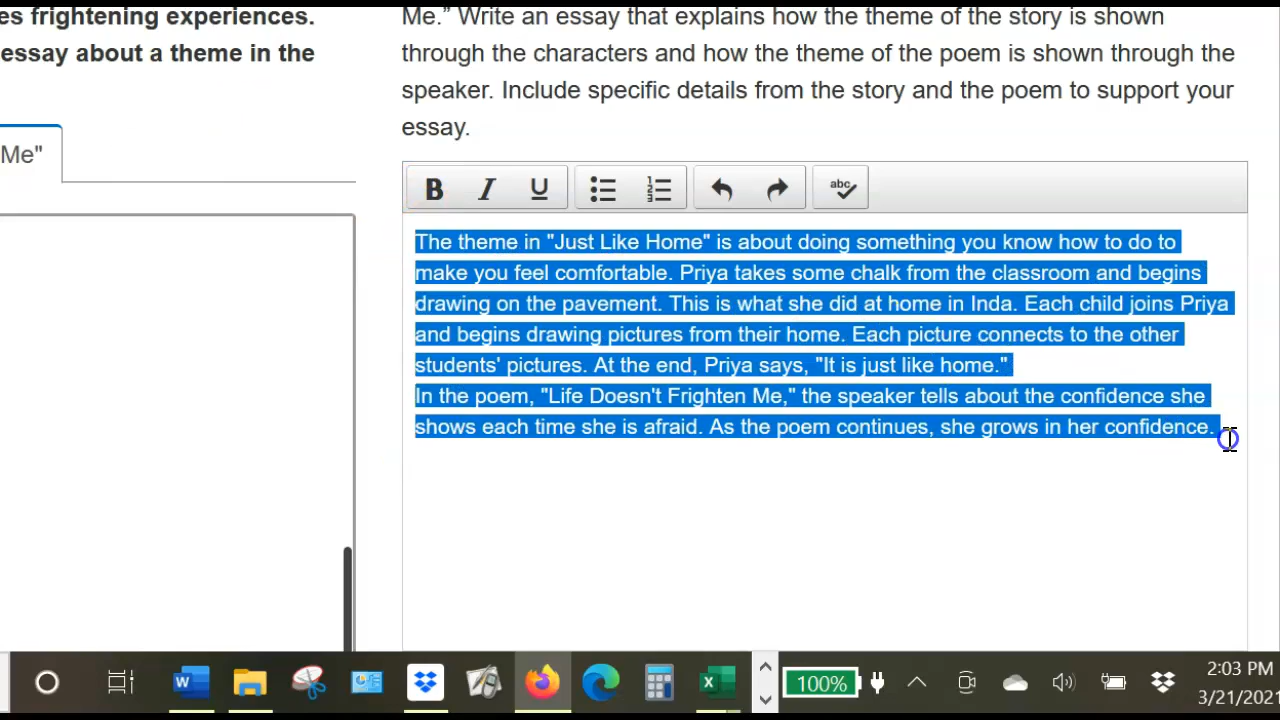 es frightening experiences.
essay about a theme in the
Me"
Me.” Write an essay that explains how the theme of the story is shown
through the characters and how the theme of the poem is shown through the
speaker. Include specific details from the story and the poem to support your
essay.
B I U
abc
The theme in "Just Like Home" is about doing something you know how to do to
make you feel comfortable. Priya takes some chalk from the classroom and begins
drawing on the pavement. This is what she did at home in Inda. Each child joins Priya
and begins drawing pictures from their home. Each picture connects to the other
students' pictures. At the end, Priya says, "It is just like home."
In the poem, "Life Doesn't Frighten Me," the speaker tells about the confidence she
shows each time she is afraid. As the poem continues, she grows in her confidence.
100%
2:03 PM
3/21/2021